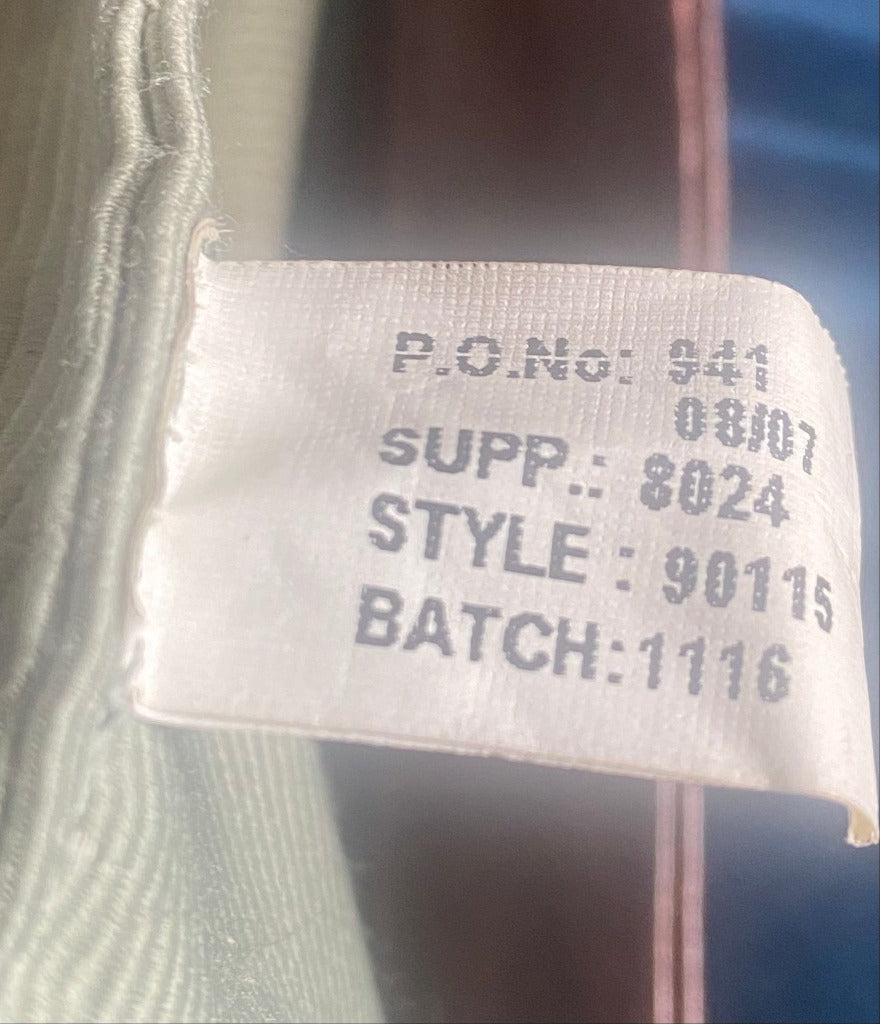 P.O.No: 941
08/07
SUPP.: 8024
STYLE : 90115
BATCH:1116